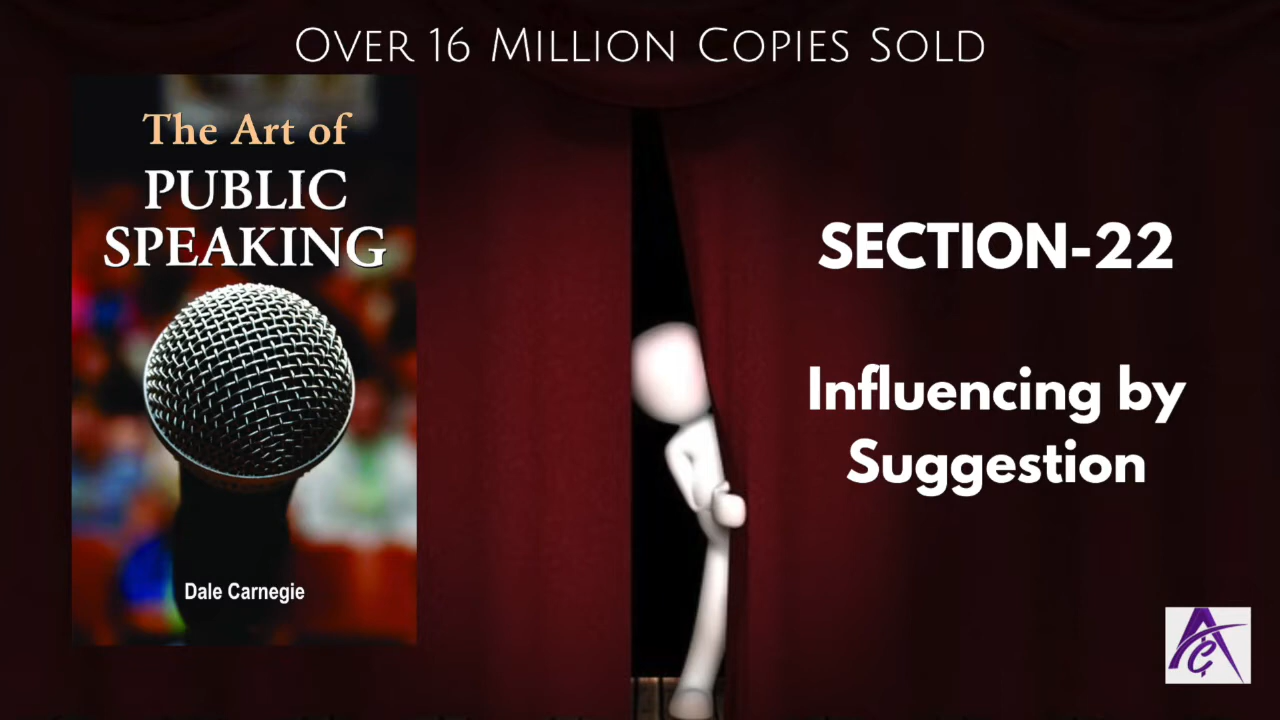 OVER 16 MILLION COPIES SOLD
The Art of
PUBLIC
SPEAKING
Dale Carnegie
SECTION-22
Influencing by
Suggestion